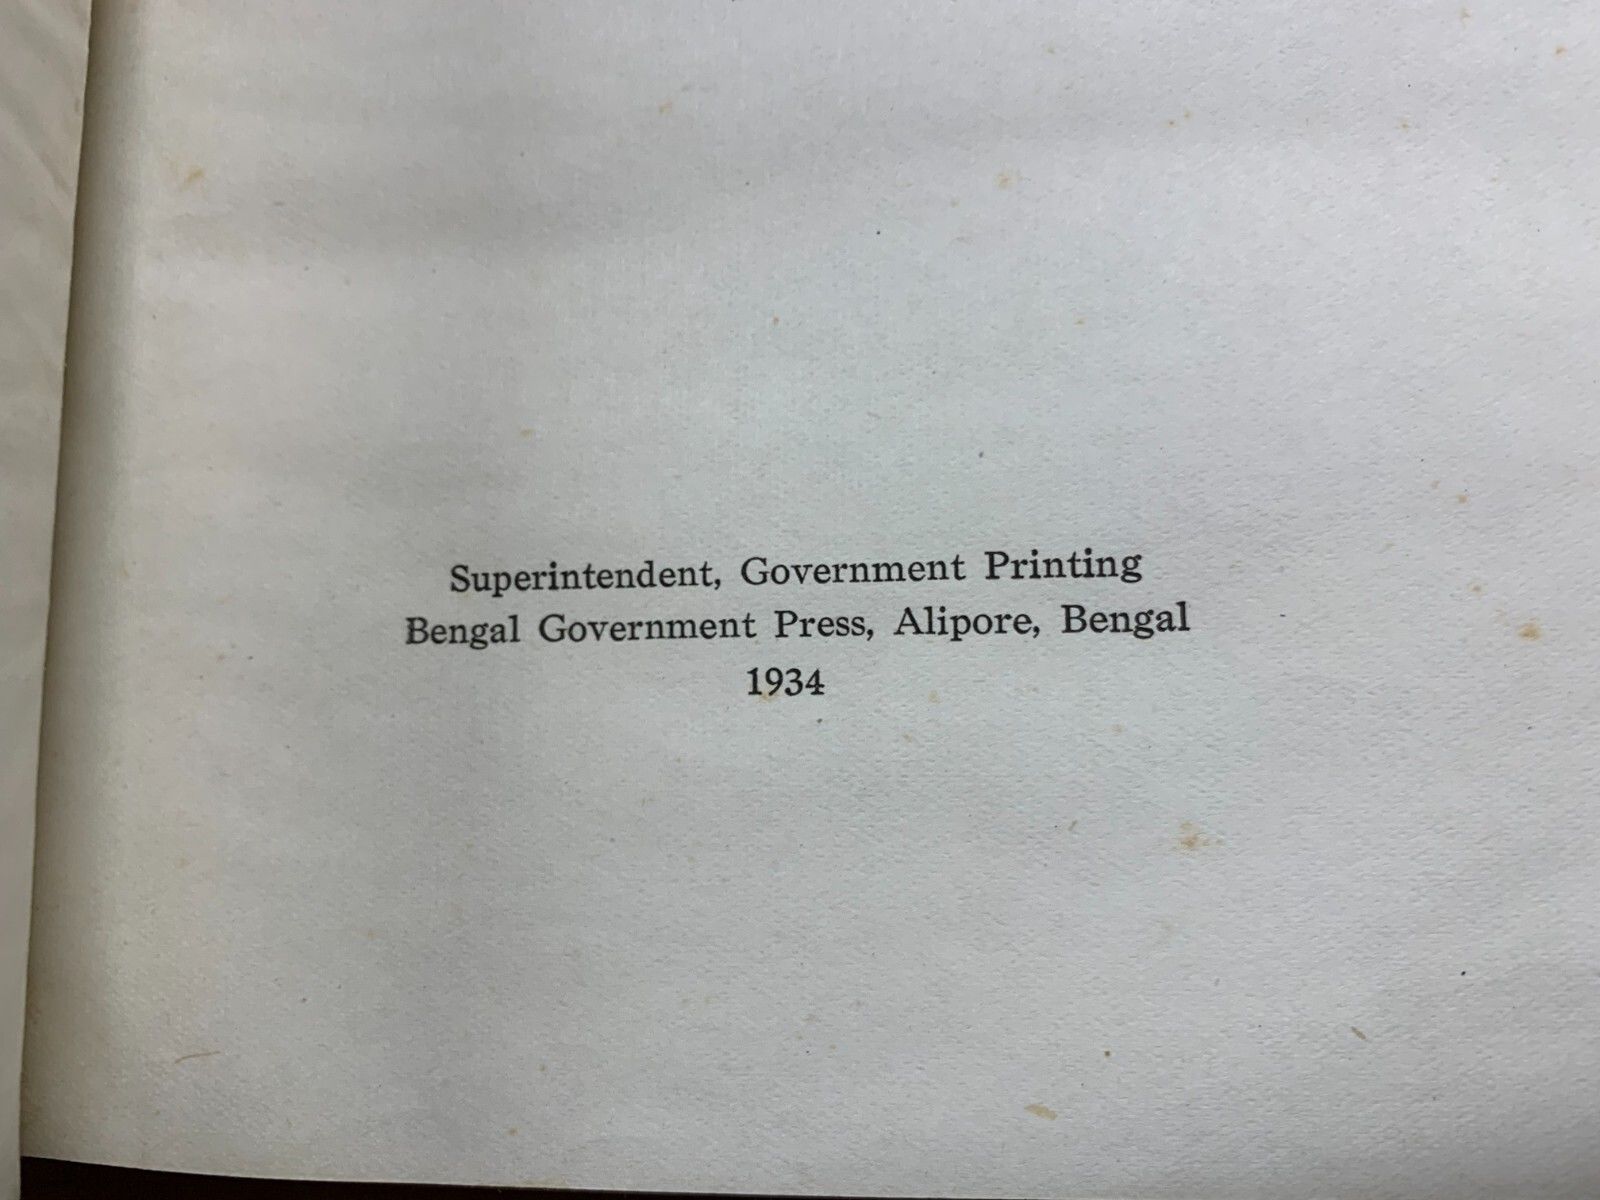 Superintendent, Government Printing
Bengal Government Press, Alipore, Bengal
1934